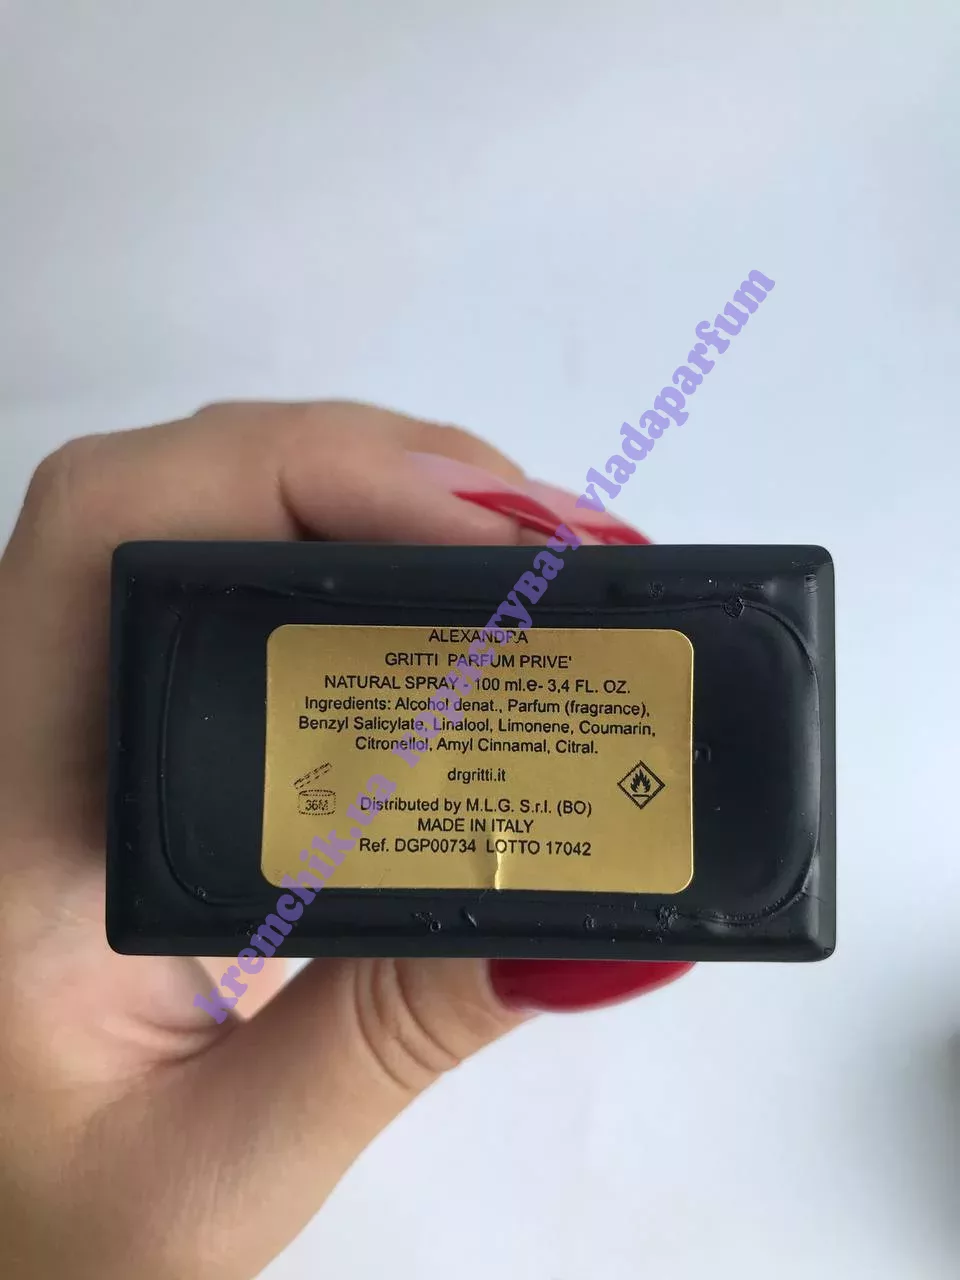 ALEXANDRA
GRITTI PARFUM PRIVE'
NATURAL SPRAY - 100 ml.e- 3,4 FL. OZ.
Ingredients: Alcohol denat., Parfum (fragrance),
Benzyl Salicylate, Linalool, Limonene, Coumarin,
Citronellol, Amyl Cinnamal, Citral.
drgritti.it
36M
Distributed by M.L.G. S.r.l. (BO)
MADE IN ITALY
Ref. DGP00734 LOTTO 17042
kremchik.ua vladaparfum